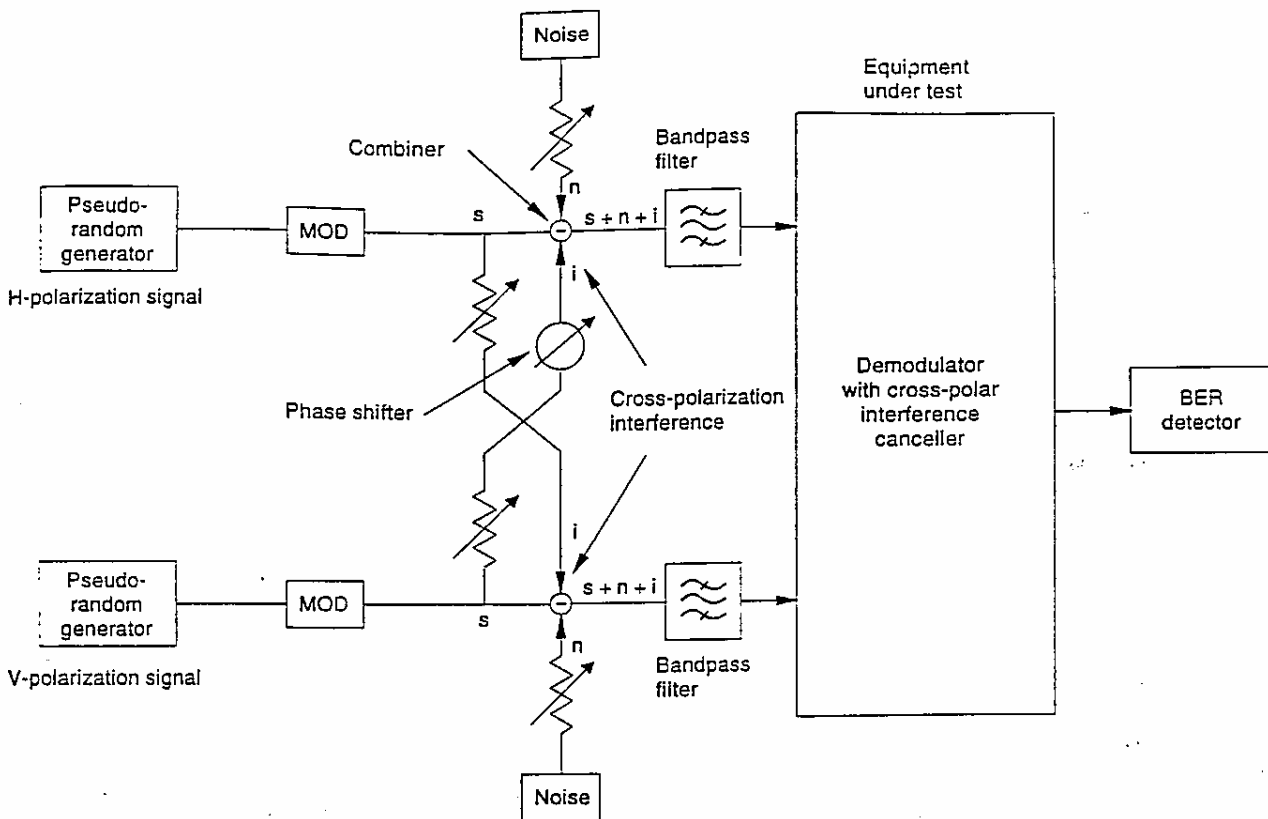 Noise
Equipment
under test
Bandpass
filter
Combiner
n
Pseudo-
random
generator
MOD
s
s + n + i
i
H-polarization signal
Phase shifter
Cross-polarization
interference
Demodulator
with cross-polar
interference
canceller
BER
detector
i
Pseudo-
random
generator
MOD
s
s + n + i
n
V-polarization signal
Bandpass
filter
Noise